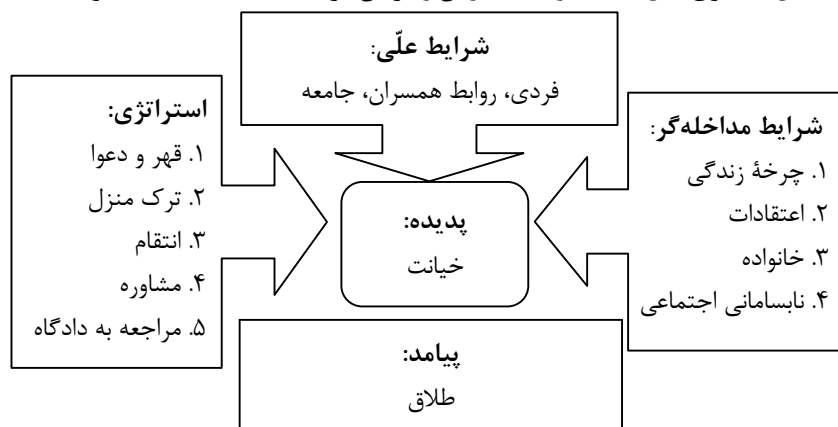 شرایط علّی:
فردی، روابط همسران، جامعه
شرایط مداخله‌گر:
۱. چرخۀ زندگی
۲. اعتقادات
۳. خانواده
۴. نابسامانی اجتماعی
پدیده:
خیانت
استراتژی:
۱. قهر و دعوا
۲. ترک منزل
۳. انتقام
۴. مشاوره
۵. مراجعه به دادگاه
پیامد:
طلاق